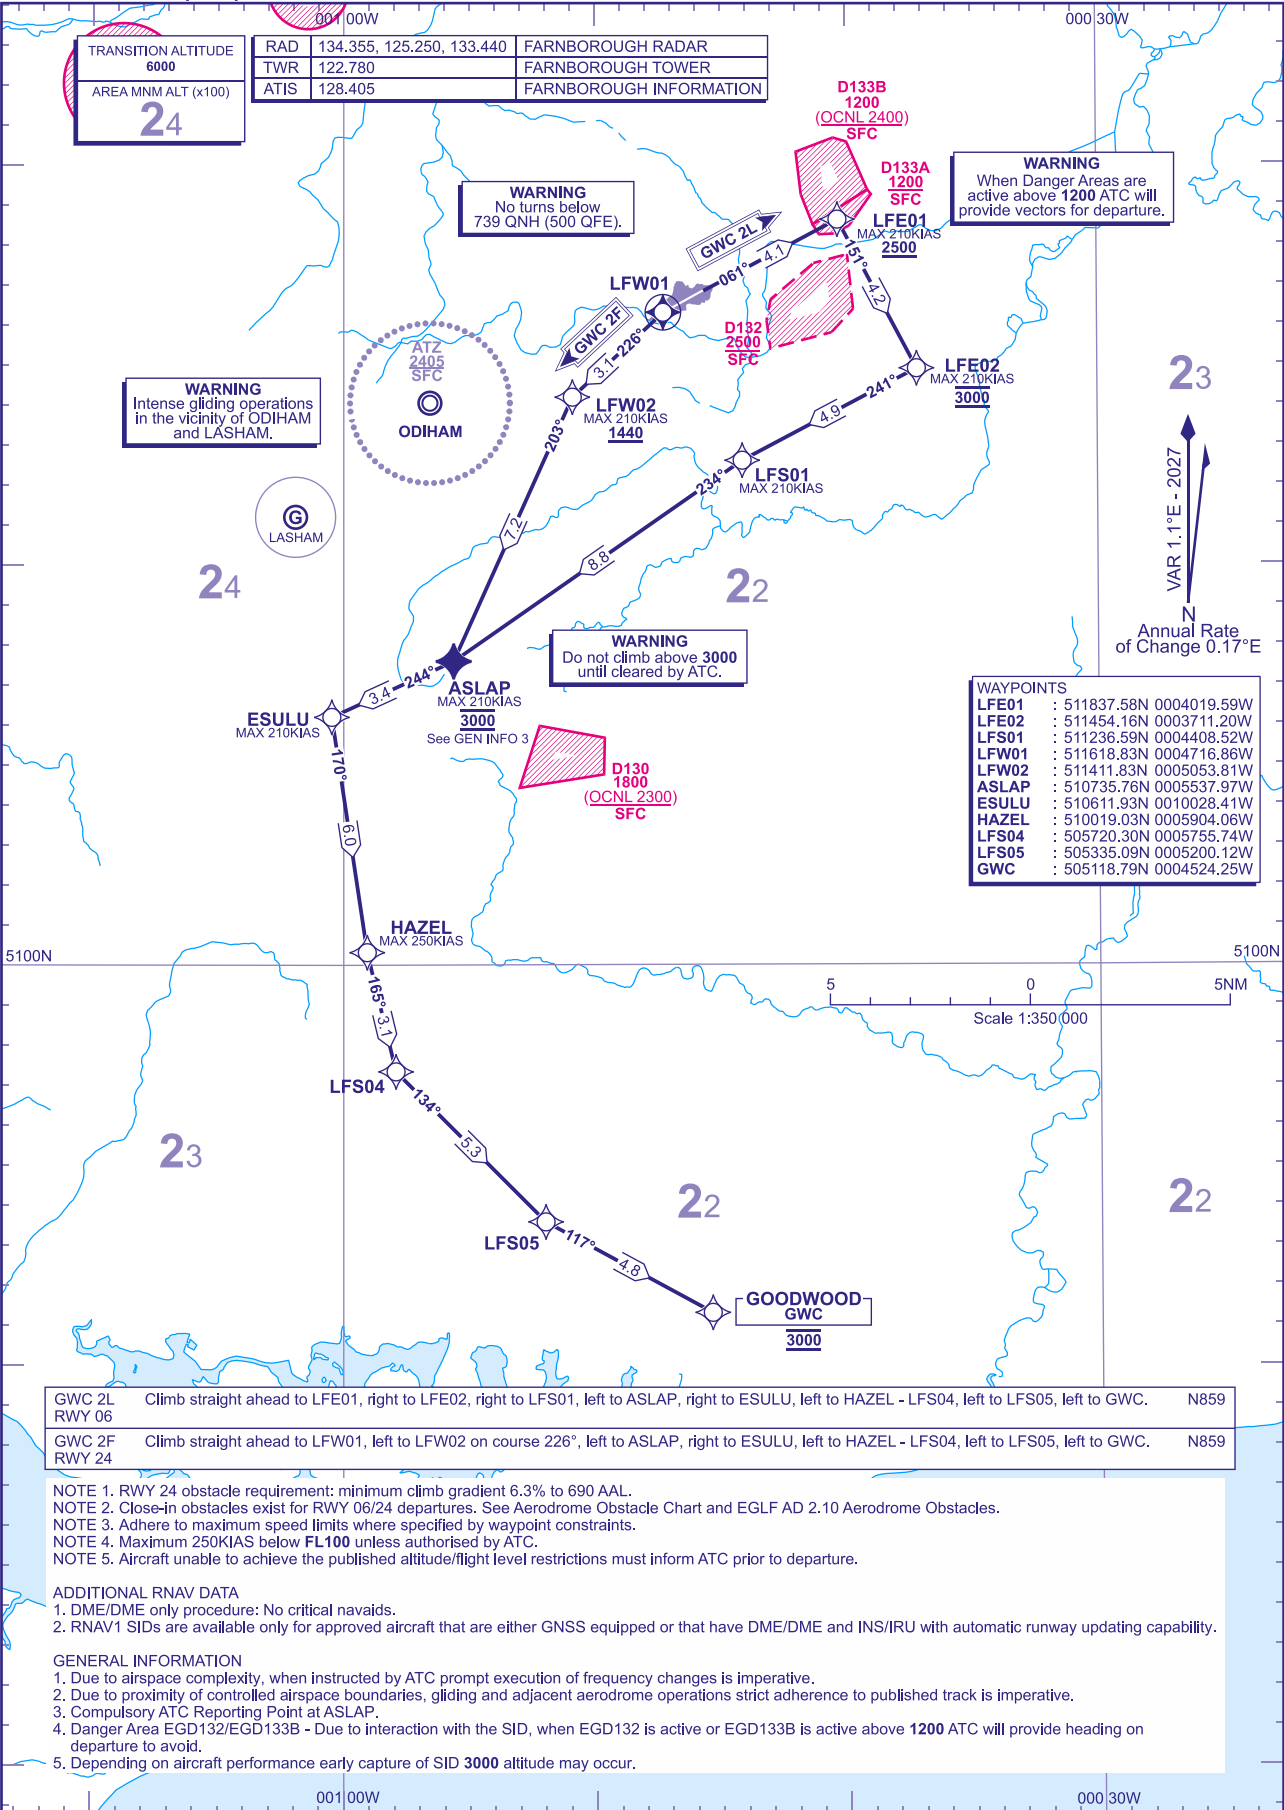 001 00W
000 30W
TRANSITION ALTITUDE
6000
AREA MNM ALT (x100)
24
RAD 134.355, 125.250, 133.440 FARNBOROUGH RADAR
TWR 122.780 FARNBOROUGH TOWER
ATIS 128.405 FARNBOROUGH INFORMATION
D133B
1200
(OCNL 2400)
SFC
D133A
1200
SFC
WARNING
When Danger Areas are
active above 1200 ATC will
provide vectors for departure.
WARNING
No turns below
739 QNH (500 QFE).
GWC 2L
LFE01
MAX 210KIAS
2500
061° 4.1
151° 4.2
LFW01
GWC 2F
3.1 226°
D132
2500
SFC
ATZ
2405
SFC
ODIHAM
LFE02
MAX 210KIAS
3000
23
WARNING
Intense gliding operations
in the vicinity of ODIHAM
and LASHAM.
LFW02
MAX 210KIAS
1440
203° 7.2
4.9 241°
LFS01
MAX 210KIAS
234° 8.8
G
LASHAM
24
22
VAR 1.1°E - 2027
N
Annual Rate
of Change 0.17°E
WARNING
Do not climb above 3000
until cleared by ATC.
3.4 244°
ASLAP
MAX 210KIAS
3000
See GEN INFO 3
ESULU
MAX 210KIAS
170° 6.0
D130
1800
(OCNL 2300)
SFC
WAYPOINTS
LFE01 : 511837.58N 0004019.59W
LFE02 : 511454.16N 0003711.20W
LFS01 : 511236.59N 0004408.52W
LFW01 : 511618.83N 0004716.86W
LFW02 : 511411.83N 0005053.81W
ASLAP : 510735.76N 0005537.97W
ESULU : 510611.93N 0010028.41W
HAZEL : 510019.03N 0005904.06W
LFS04 : 505720.30N 0005755.74W
LFS05 : 505335.09N 0005200.12W
GWC : 505118.79N 0004524.25W
HAZEL
MAX 250KIAS
5100N
5100N
5 0 5NM
Scale 1:350 000
165° 3.1
LFS04
134° 5.3
23
22
22
LFS05
117° 4.8
GOODWOOD
GWC
3000
GWC 2L Climb straight ahead to LFE01, right to LFE02, right to LFS01, left to ASLAP, right to ESULU, left to HAZEL - LFS04, left to LFS05, left to GWC. N859
RWY 06
GWC 2F Climb straight ahead to LFW01, left to LFW02 on course 226°, left to ASLAP, right to ESULU, left to HAZEL - LFS04, left to LFS05, left to GWC. N859
RWY 24
NOTE 1. RWY 24 obstacle requirement: minimum climb gradient 6.3% to 690 AAL.
NOTE 2. Close-in obstacles exist for RWY 06/24 departures. See Aerodrome Obstacle Chart and EGLF AD 2.10 Aerodrome Obstacles.
NOTE 3. Adhere to maximum speed limits where specified by waypoint constraints.
NOTE 4. Maximum 250KIAS below FL100 unless authorised by ATC.
NOTE 5. Aircraft unable to achieve the published altitude/flight level restrictions must inform ATC prior to departure.
ADDITIONAL RNAV DATA
1. DME/DME only procedure: No critical navaids.
2. RNAV1 SIDs are available only for approved aircraft that are either GNSS equipped or that have DME/DME and INS/IRU with automatic runway updating capability.
GENERAL INFORMATION
1. Due to airspace complexity, when instructed by ATC prompt execution of frequency changes is imperative.
2. Due to proximity of controlled airspace boundaries, gliding and adjacent aerodrome operations strict adherence to published track is imperative.
3. Compulsory ATC Reporting Point at ASLAP.
4. Danger Area EGD132/EGD133B - Due to interaction with the SID, when EGD132 is active or EGD133B is active above 1200 ATC will provide heading on
departure to avoid.
5. Depending on aircraft performance early capture of SID 3000 altitude may occur.
001 00W
000 30W